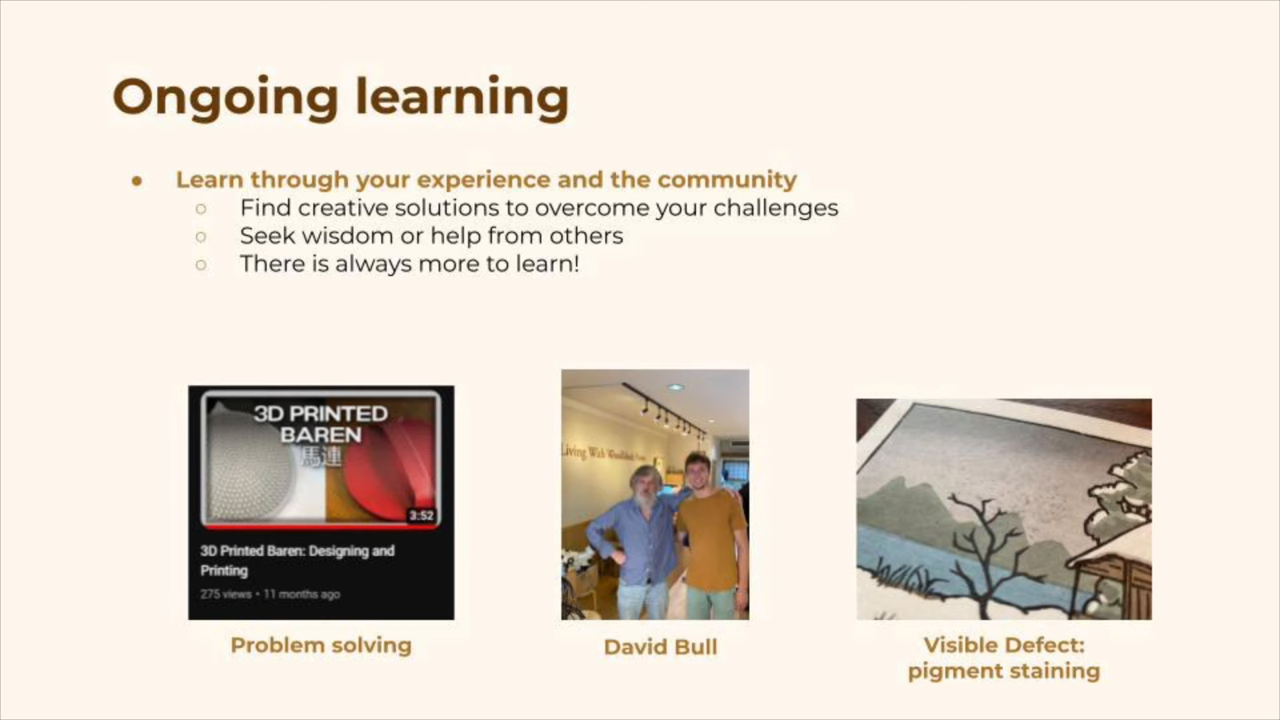 Ongoing learning
● Learn through your experience and the community
○ Find creative solutions to overcome your challenges
○ Seek wisdom or help from others
○ There is always more to learn!
3D PRINTED
BAREN
馬連
3:52
3D Printed Baren: Designing and
Printing
275 views • 11 months ago
Problem solving
Living With Woodblock
David Bull
Visible Defect:
pigment staining